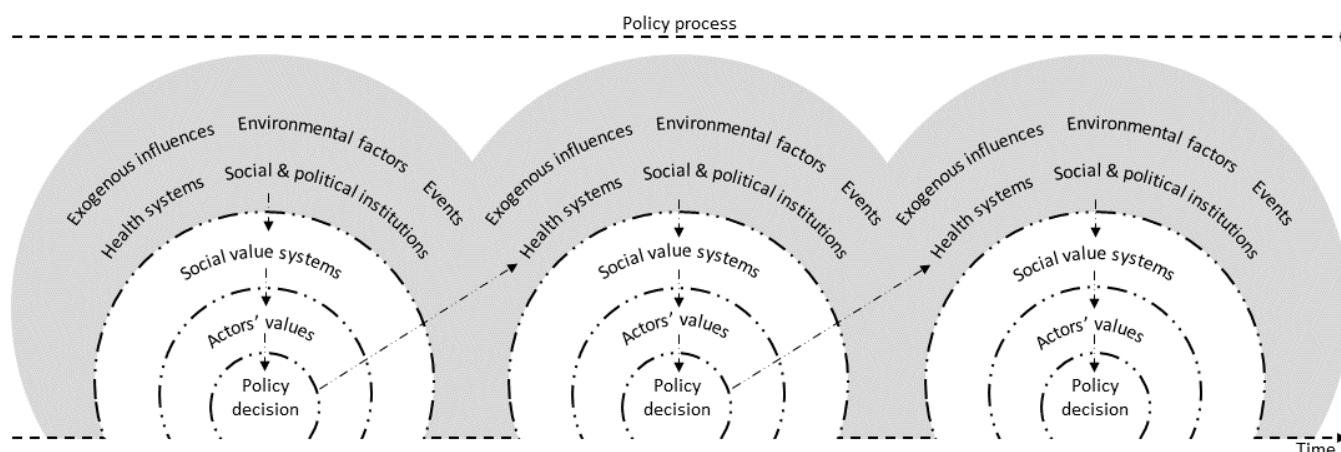 Policy process
Exogenous influences
Environmental factors
Events
Health systems
Social & political institutions
Social value systems
Actors' values
Policy
decision
Exogenous influences
Environmental factors
Events
Health systems
Social & political institutions
Social value systems
Actors' values
Policy
decision
Exogenous influences
Environmental factors
Events
Health systems
Social & political institutions
Social value systems
Actors' values
Policy
decision
Time